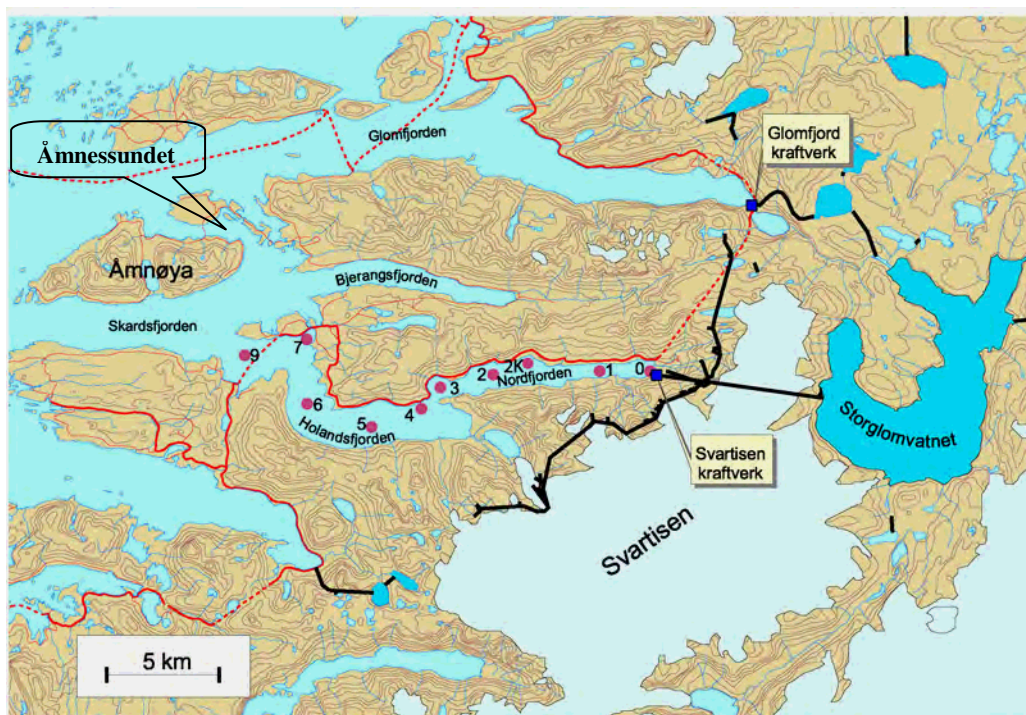 Glomfjorden
Glomfjord
kraftverk
Åmnessundet
Åmnøya
Bjerangsfjorden
Skardsfjorden
9
7
2
2K
Nordfjorden
1
0
3
4
6
5
Holandsfjorden
Storglomvatnet
Svartisen
kraftverk
Svartisen
5 km